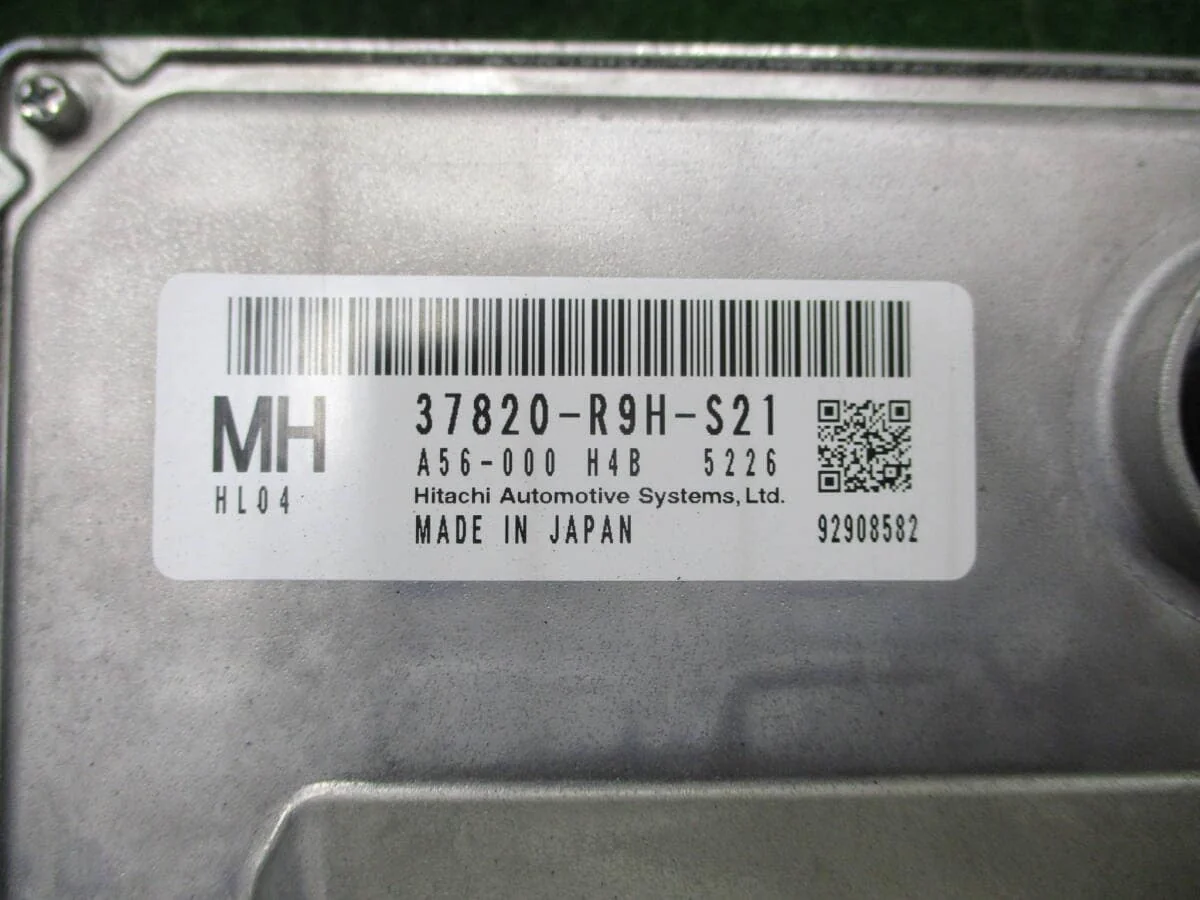 MH
HL04
37820-R9H-S21
A56-000 H4B 5226
Hitachi Automotive Systems, Ltd.
MADE IN JAPAN
92908582